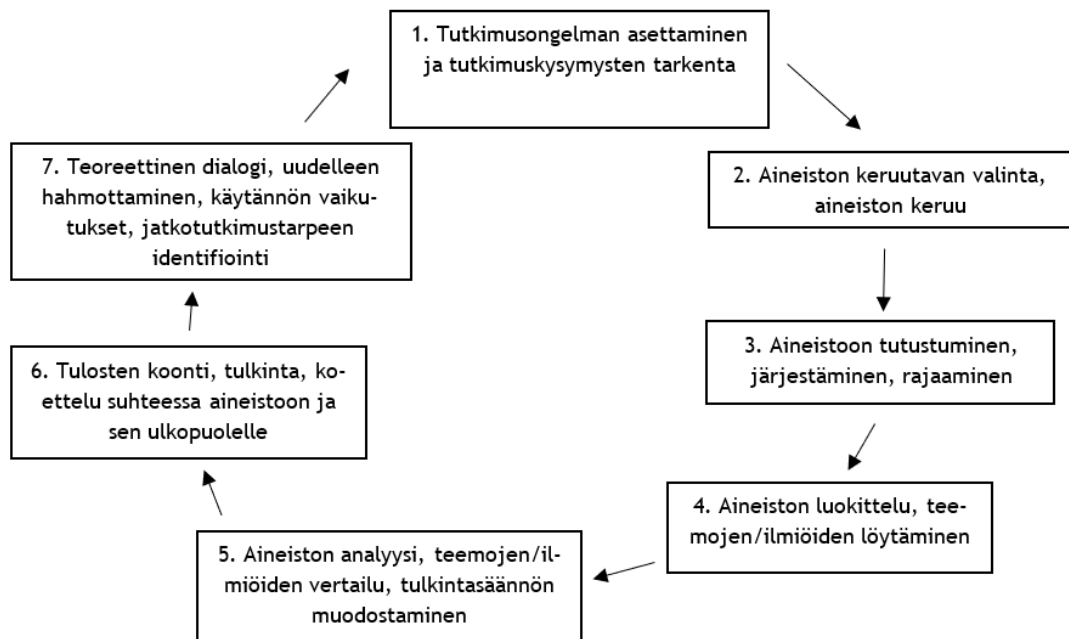 1. Tutkimusongelman asettaminen
ja tutkimuskysymysten tarkenta
2. Aineiston keruutavan valinta,
aineiston keruu
3. Aineistoon tutustuminen,
järjestäminen, rajaaminen
4. Aineiston luokittelu, tee-
mojen/ilmiöiden löytäminen
5. Aineiston analyysi, teemojen/il-
miöiden vertailu, tulkintasäännön
muodostaminen
6. Tulosten koonti, tulkinta, ko-
ettelu suhteessa aineistoon ja
sen ulkopuolelle
7. Teoreettinen dialogi, uudelleen
hahmottaminen, käytännön vaiku-
tukset, jatkotutkimustarpeen
identifiointi